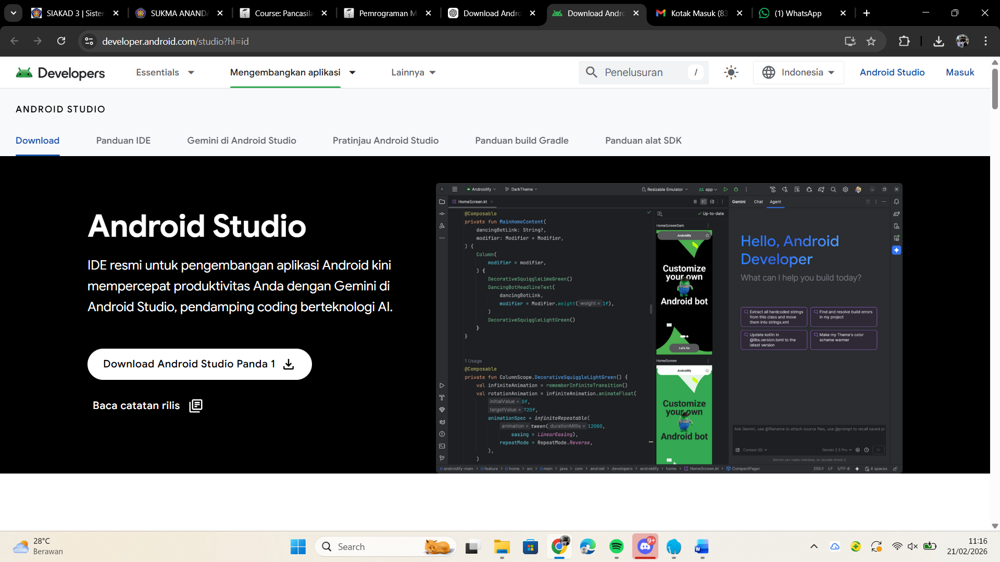 SIAKAD 3 | Sisten
SUKMA ANANDA
Course: Pancasila
Pemrograman M
Download Andro
Download Andro
Kotak Masuk (83
(1) WhatsApp
developer.android.com/studio?hl=id
Developers
Essentials
Mengembangkan aplikasi
Lainnya
Penelusuran
/
Indonesia
Android Studio
Masuk
ANDROID STUDIO
Download
Panduan IDE
Gemini di Android Studio
Pratinjau Android Studio
Panduan build Gradle
Panduan alat SDK
Android Studio
IDE resmi untuk pengembangan aplikasi Android kini
mempercepat produktivitas Anda dengan Gemini di
Android Studio, pendamping coding berteknologi AI.
Download Android Studio Panda 1
Baca catatan rilis
Androidify
DarkTheme
Resizable Emulator
app
HomeScreen.kt
@Composable
private fun MainHomeContent(
dancingBotLink: String?,
modifier: Modifier = Modifier,
) {
Column(
modifier = modifier,
) {
DecorativeSquiggleLimeGreen()
DancingBotHeadlineText(
dancingBotLink,
modifier = Modifier.weight( weight = 1f),
)
DecorativeSquiggleLightGreen()
}
}
1 Usage
@Composable
private fun ColumnScope.DecorativeSquiggleLightGreen() {
val infiniteAnimation = rememberInfiniteTransition()
val rotationAnimation = infiniteAnimation.animateFloat(
initialValue = 0f,
targetValue = 720f,
animationSpec = infiniteRepeatable(
animation = tween( durationMillis = 12000,
easing = LinearEasing),
repeatMode = RepeatMode.Reverse,
),
)
Up-to-date
HomeScreenDark
Androidify
Customize
your own
Android bot
Let's Go
HomeScreen
Androidify
Customize
your own
Android bot
Gemini
Chat
Agent
Hello, Android
Developer
What can I help you build today?
Extract all hardcoded strings
from this class and move
them into strings.xml
Find and resolve build errors
in my project
Update kotlin in
@libs.version.toml to the
latest version
Make my Theme's color
scheme warmer
Ask Gemini, use @filename to attach source files, use @prompt to recall saved pr
Context (6)
Gemini 2.5 Pro
Gemini can make mistakes, so double-check it
androidify-main > feature > home > src > main > java > com > android > developers > androidify > home > HomeScreen.kt > CompactPager
255:1 LF UTF-8 4 spaces
28°C
Berawan
Search
9+
11:16
21/02/2026